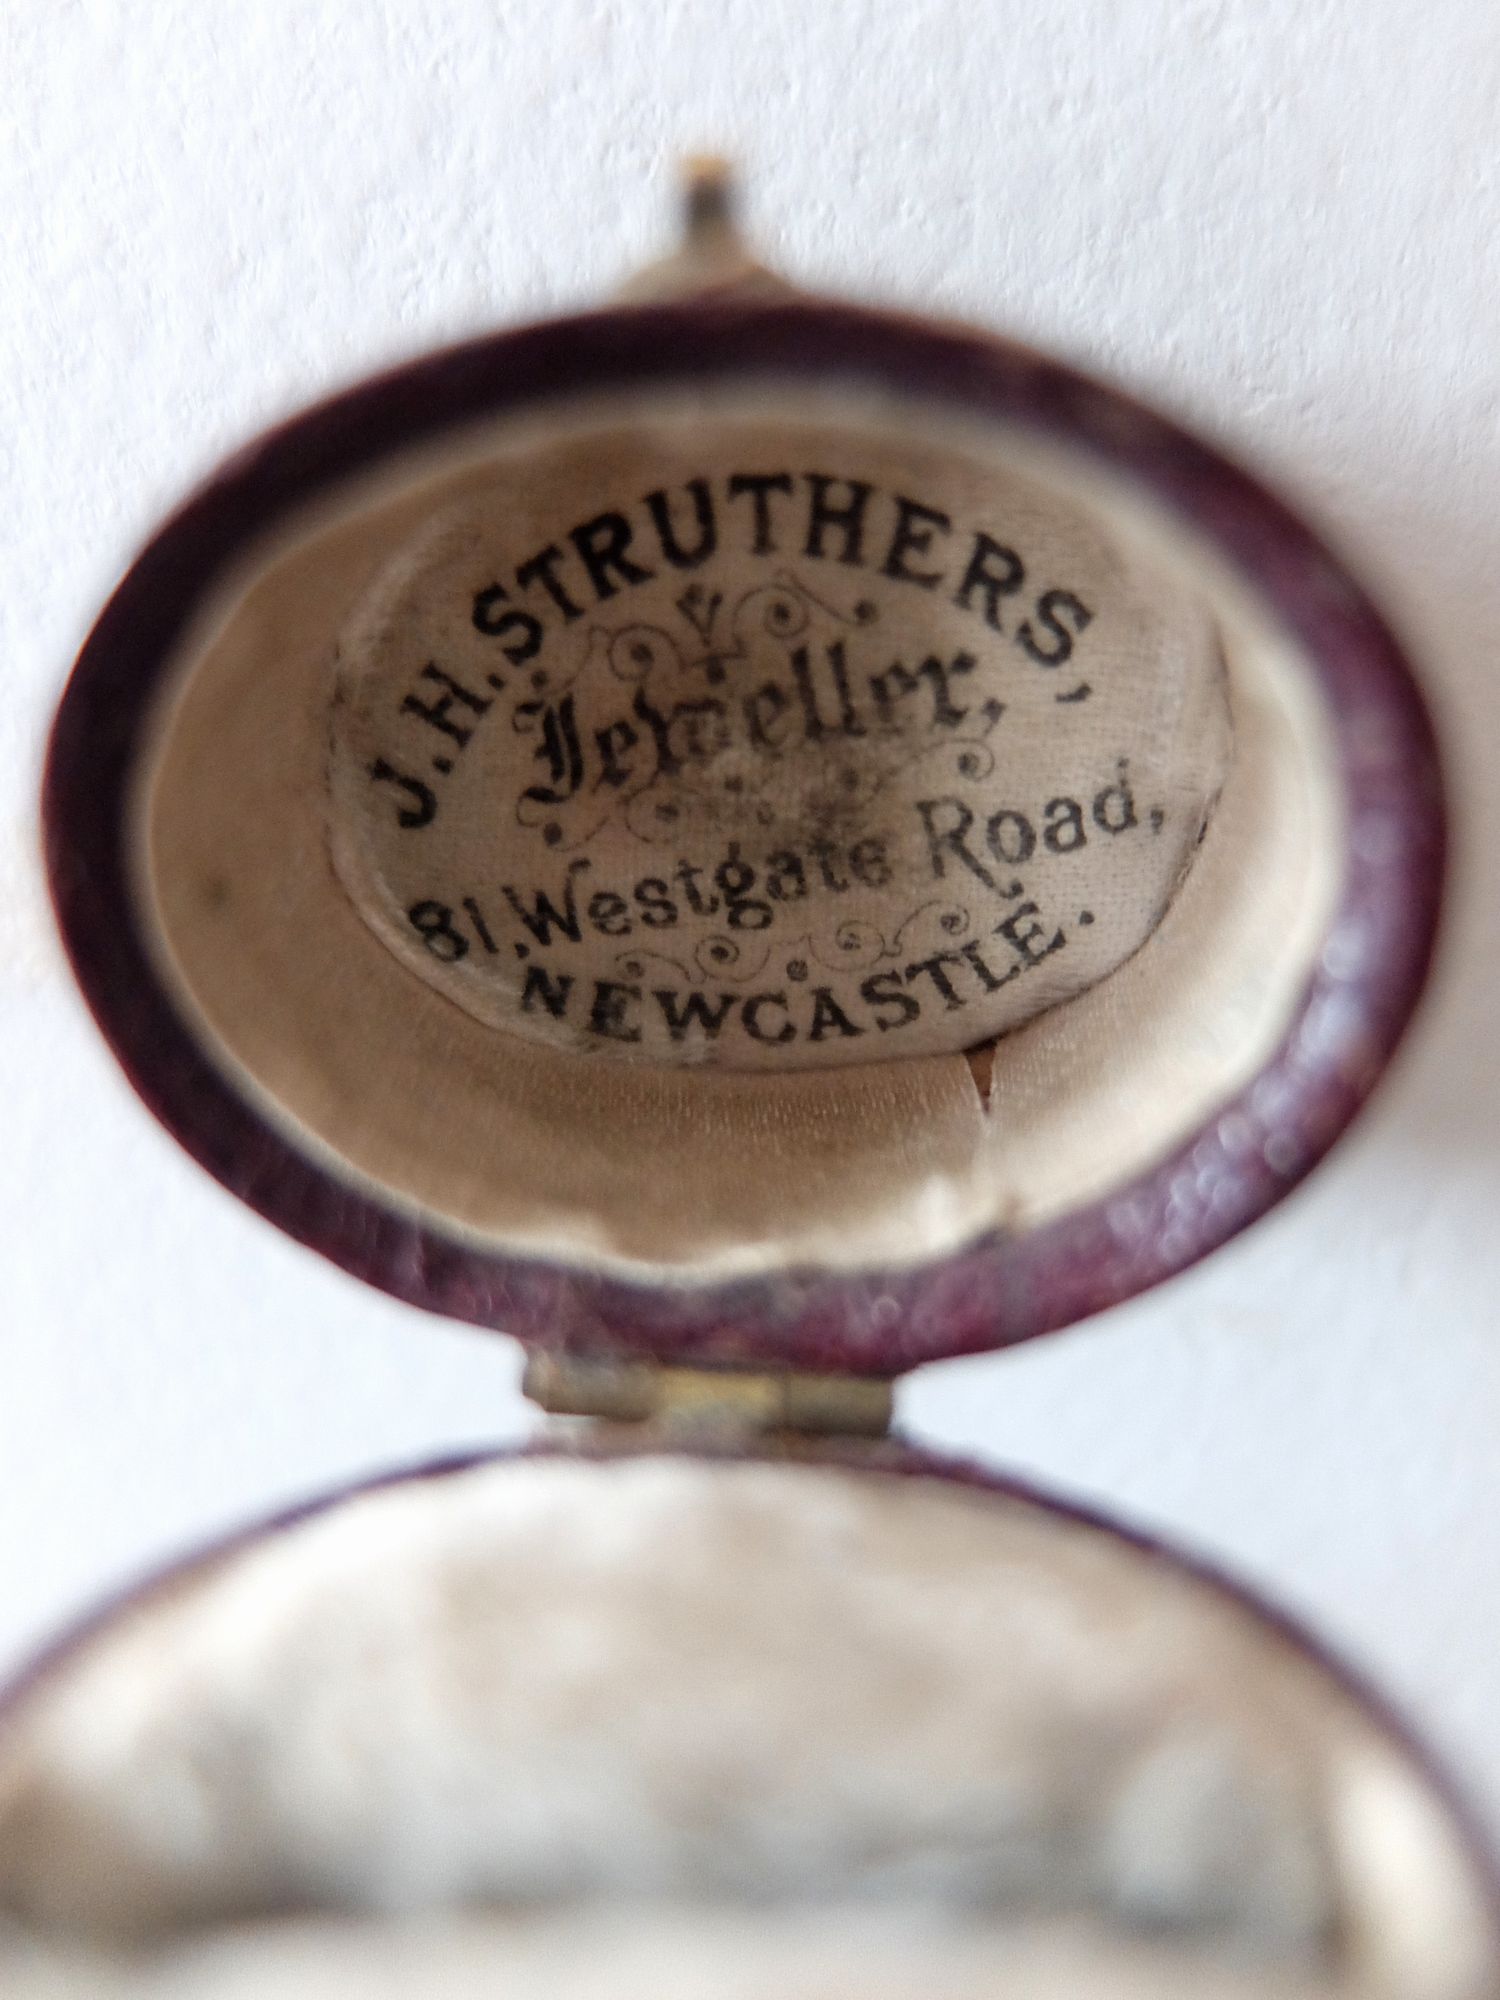 J.H. STRUTHERS,
Jeweller,
81, Westgate Road,
NEWCASTLE.